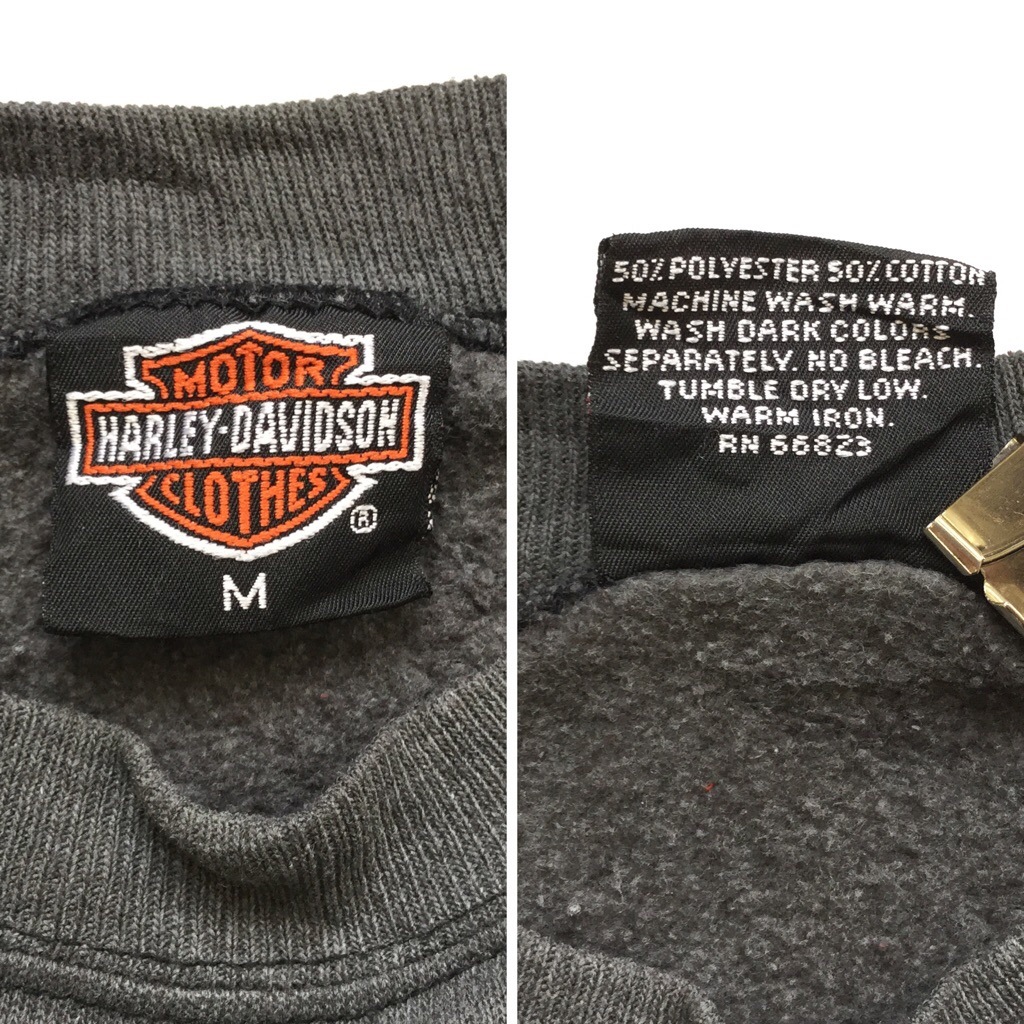 MOTOR
HARLEY-DAVIDSON
CLOTHES
®
M
50% POLYESTER 50% COTTON
MACHINE WASH WARM.
WASH DARK COLORS
SEPARATELY. NO BLEACH.
TUMBLE DRY LOW.
WARM IRON.
RN 66823